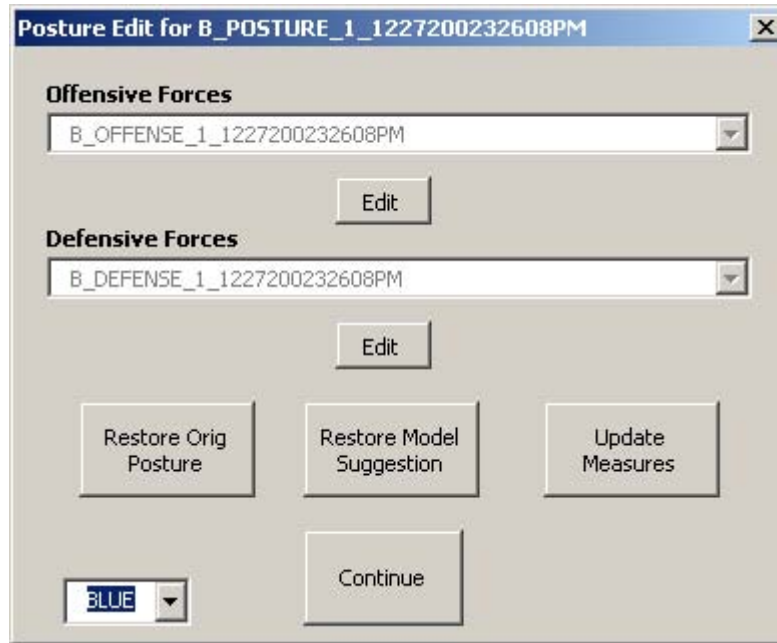 Posture Edit for B_POSTURE_1_1227200232608PM
Offensive Forces
B_OFFENSE_1_1227200232608PM
Edit
Defensive Forces
B_DEFENSE_1_1227200232608PM
Edit
Restore Orig
Posture
Restore Model
Suggestion
Update
Measures
Continue
BLUE